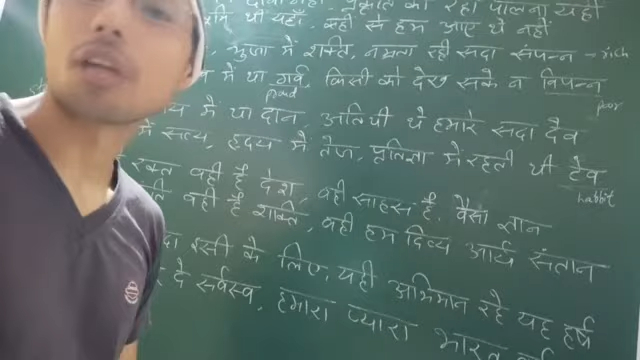 प्रकृति का रहा पालना यहीं
थी यहीं, कहीं से हम आए थे नहीं
भुजा में शक्ति, नम्रता रही सदा संपन्न - rich
में था गर्व, किसी को देख सके न विपन्न
proud poor
य में था दान, अतिथी थे हमारे सदा देव
में सत्य, हृदय में तेज, प्रतिज्ञा में रहती थी टेव
habbit
रक्त वही है देश, वही साहस है, वैसा ज्ञान
वही है शक्ति, वही हम दिव्य आर्य संतान
इसी के लिए, यही अभिमान रहे यह हर्ष
दे सर्वस्व, हमारा प्यारा भारत